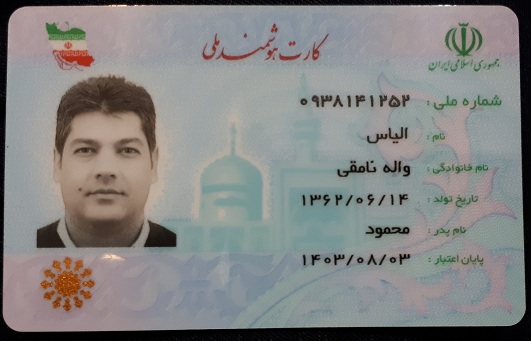 کارت هوشمند ملی
جمهوری اسلامی ایران
شماره ملی : ۰۹۳۸۱۴۱۲۵۲
نام : الیاس
نام خانوادگی : واله نامقی
تاریخ تولد : ۱۳۶۲/۰۶/۱۴
نام پدر : محمود
پایان اعتبار : ۱۴۰۳/۰۸/۰۳